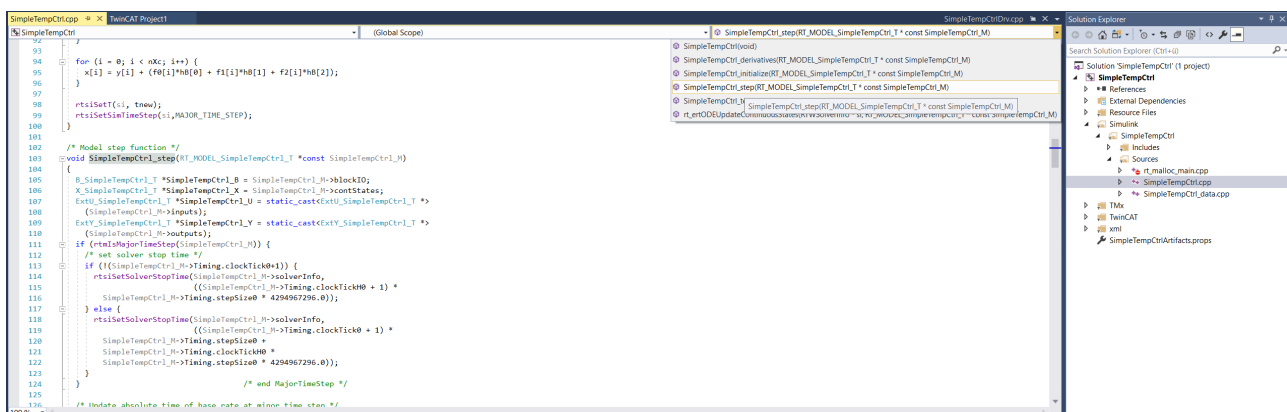 SimpleTempCtrl.cpp TwinCAT Project1 SimpleTempCtrlDrv.cpp
SimpleTempCtrl (Global Scope) SimpleTempCtrl_step(RT_MODEL_SimpleTempCtrl_T * const SimpleTempCtrl_M)
SimpleTempCtrl(void)
SimpleTempCtrl_derivatives(RT_MODEL_SimpleTempCtrl_T * const SimpleTempCtrl_M)
SimpleTempCtrl_initialize(RT_MODEL_SimpleTempCtrl_T * const SimpleTempCtrl_M)
SimpleTempCtrl_step(RT_MODEL_SimpleTempCtrl_T * const SimpleTempCtrl_M)
SimpleTempCtrl_step(RT_MODEL_SimpleTempCtrl_T * const SimpleTempCtrl_M)
92 }
93
94 for (i = 0; i < nXc; i++) {
95 x[i] = y[i] + (f0[i]*hB[0] + f1[i]*hB[1] + f2[i]*hB[2]);
96 }
97
98 rtsiSetT(si, tnew);
99 rtsiSetSimTimeStep(si,MAJOR_TIME_STEP);
100 }
101
102 /* Model step function */
103 void SimpleTempCtrl_step(RT_MODEL_SimpleTempCtrl_T *const SimpleTempCtrl_M)
104 {
105 B_SimpleTempCtrl_T *SimpleTempCtrl_B = SimpleTempCtrl_M->blockIO;
106 X_SimpleTempCtrl_T *SimpleTempCtrl_X = SimpleTempCtrl_M->contStates;
107 ExtU_SimpleTempCtrl_T *SimpleTempCtrl_U = static_cast<ExtU_SimpleTempCtrl_T *>
108 (SimpleTempCtrl_M->inputs);
109 ExtY_SimpleTempCtrl_T *SimpleTempCtrl_Y = static_cast<ExtY_SimpleTempCtrl_T *>
110 (SimpleTempCtrl_M->outputs);
111 if (rtmIsMajorTimeStep(SimpleTempCtrl_M)) {
112 /* set solver stop time */
113 if (!(SimpleTempCtrl_M->Timing.clockTick0+1)) {
114 rtsiSetSolverStopTime(SimpleTempCtrl_M->solverInfo,
115 ((SimpleTempCtrl_M->Timing.clockTickH0 + 1) *
116 SimpleTempCtrl_M->Timing.stepSize0 * 4294967296.0));
117 } else {
118 rtsiSetSolverStopTime(SimpleTempCtrl_M->solverInfo,
119 ((SimpleTempCtrl_M->Timing.clockTick0 + 1) *
120 SimpleTempCtrl_M->Timing.stepSize0 +
121 SimpleTempCtrl_M->Timing.clockTickH0 *
122 SimpleTempCtrl_M->Timing.stepSize0 * 4294967296.0));
123 }
124 } /* end MajorTimeStep */
125
126 /* Update absolute time of base rate at minor time step */
Solution Explorer
Search Solution Explorer (Ctrl+ü)
Solution 'SimpleTempCtrl' (1 project)
SimpleTempCtrl
References
External Dependencies
Resource Files
Simulink
SimpleTempCtrl
Includes
Sources
rt_malloc_main.cpp
SimpleTempCtrl.cpp
SimpleTempCtrl_data.cpp
TMx
TwinCAT
xml
SimpleTempCtrlArtifacts.props